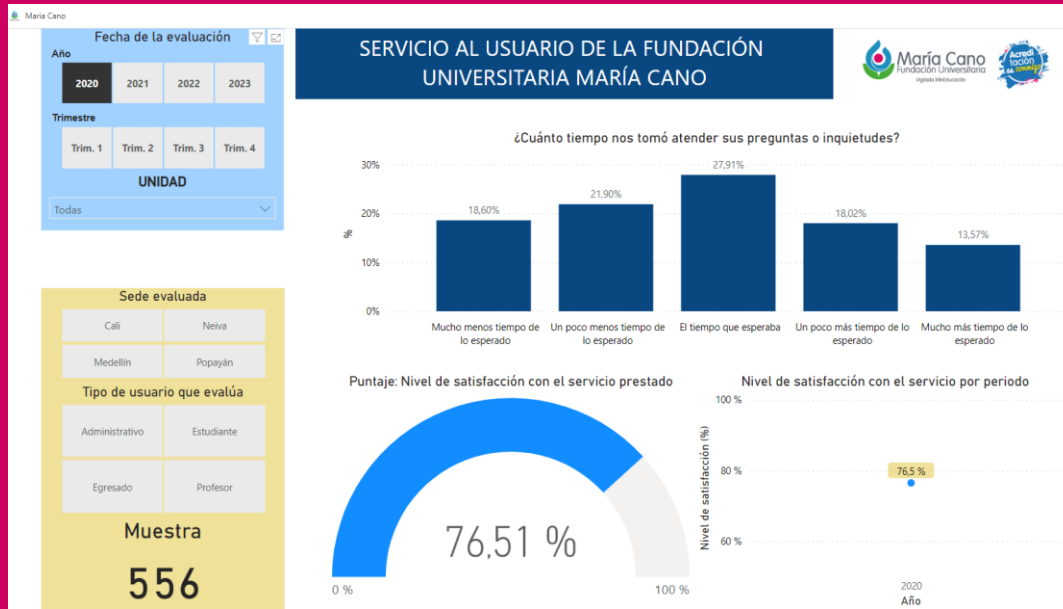 Maria Cano
Fecha de la evaluación
Año
2020 2021 2022 2023
Trimestre
Trim. 1 Trim. 2 Trim. 3 Trim. 4
UNIDAD
Todas
Sede evaluada
Cali Neiva
Medellín Popayán
Tipo de usuario que evalúa
Administrativo Estudiante
Egresado Profesor
Muestra
556
SERVICIO AL USUARIO DE LA FUNDACIÓN
UNIVERSITARIA MARÍA CANO
María Cano
Fundación Universitaria
Vigilada MinEducación
Acredi
tación
es conmigo
¿Cuánto tiempo nos tomó atender sus preguntas o inquietudes?
30%
20%
10%
0%
%
18,60%
21,90%
27,91%
18,02%
13,57%
Mucho menos tiempo de
lo esperado
Un poco menos tiempo de
lo esperado
El tiempo que esperaba
Un poco más tiempo de lo
esperado
Mucho más tiempo de lo
esperado
Puntaje: Nivel de satisfacción con el servicio prestado
76,51 %
0 %
100 %
Nivel de satisfacción con el servicio por periodo
100 %
80 %
60 %
Nivel de satisfacción (%)
76,5 %
2020
Año